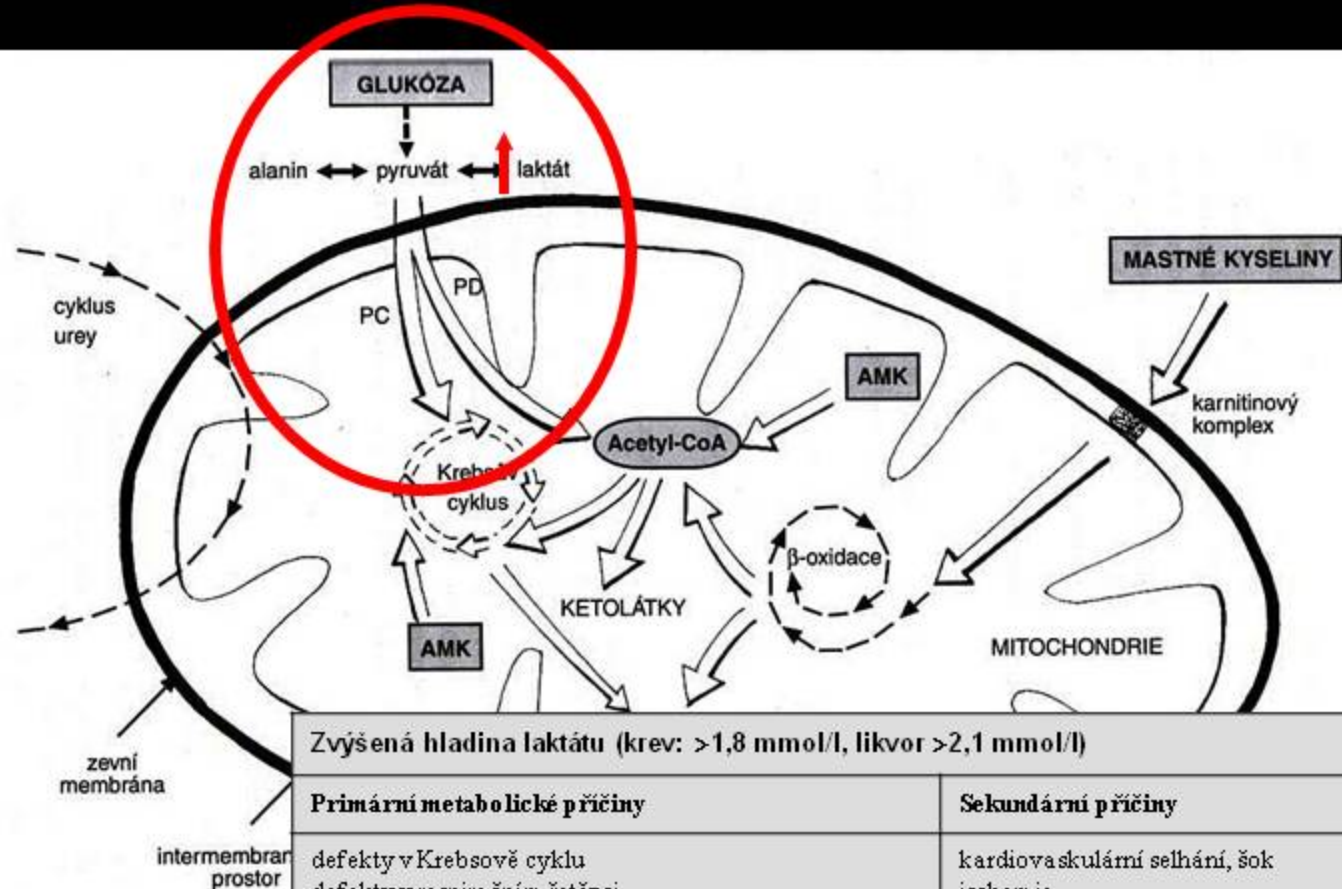 GLUKÓZA
alanin
pyruvát
laktát
MASTNÉ KYSELINY
cyklus
urey
PC
PD
AMK
karnitinový
komplex
Acetyl-CoA
Krebsův
cyklus
β-oxidace
KETOLÁTKY
AMK
MITOCHONDRIE
zevní
membrána
intermembran
prostor
Zvýšená hladina laktátu (krev: >1,8 mmol/l, likvor >2,1 mmol/l)
Primární metabolické příčiny
Sekundární příčiny
defekty v Krebsově cyklu
kardiovaskulární selhání, šok